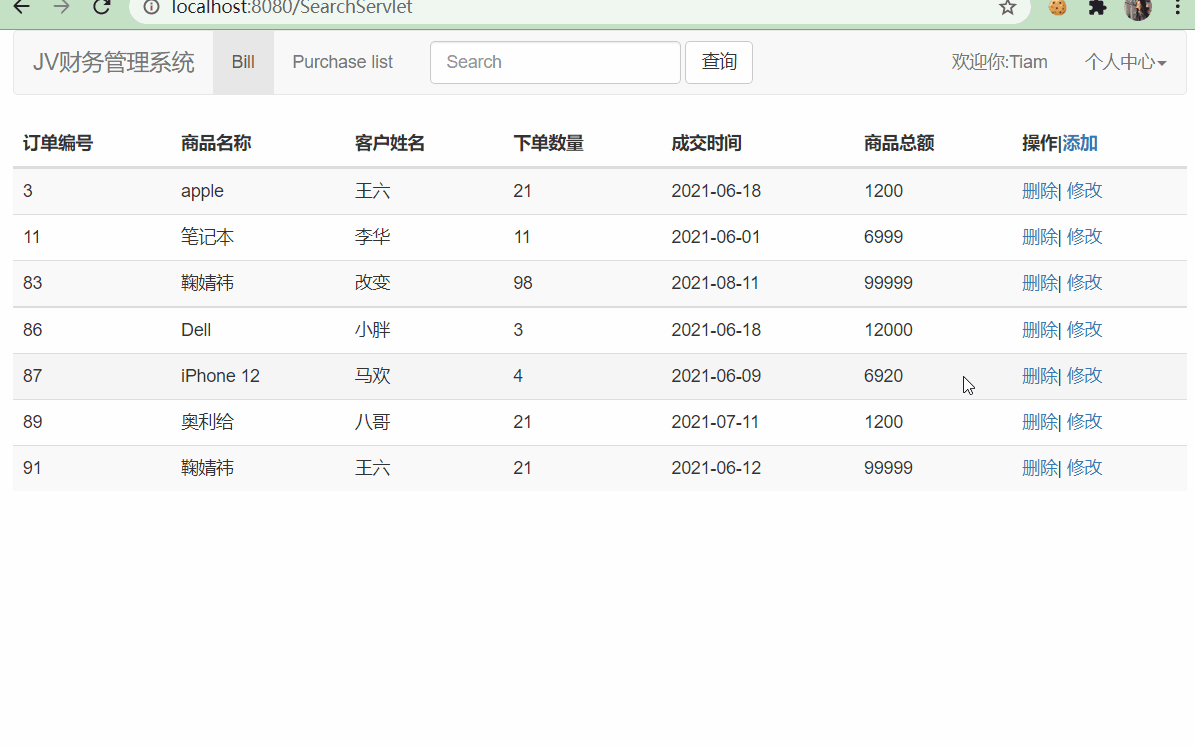 localhost:8080/SearchServlet
JV财务管理系统 Bill Purchase list Search 查询 欢迎你:Tiam 个人中心
订单编号 商品名称 客户姓名 下单数量 成交时间 商品总额 操作|添加
3 apple 王六 21 2021-06-18 1200 删除| 修改
11 笔记本 李华 11 2021-06-01 6999 删除| 修改
83 鞠婧祎 改变 98 2021-08-11 99999 删除| 修改
86 Dell 小胖 3 2021-06-18 12000 删除| 修改
87 iPhone 12 马欢 4 2021-06-09 6920 删除| 修改
89 奥利给 八哥 21 2021-07-11 1200 删除| 修改
91 鞠婧祎 王六 21 2021-06-12 99999 删除| 修改